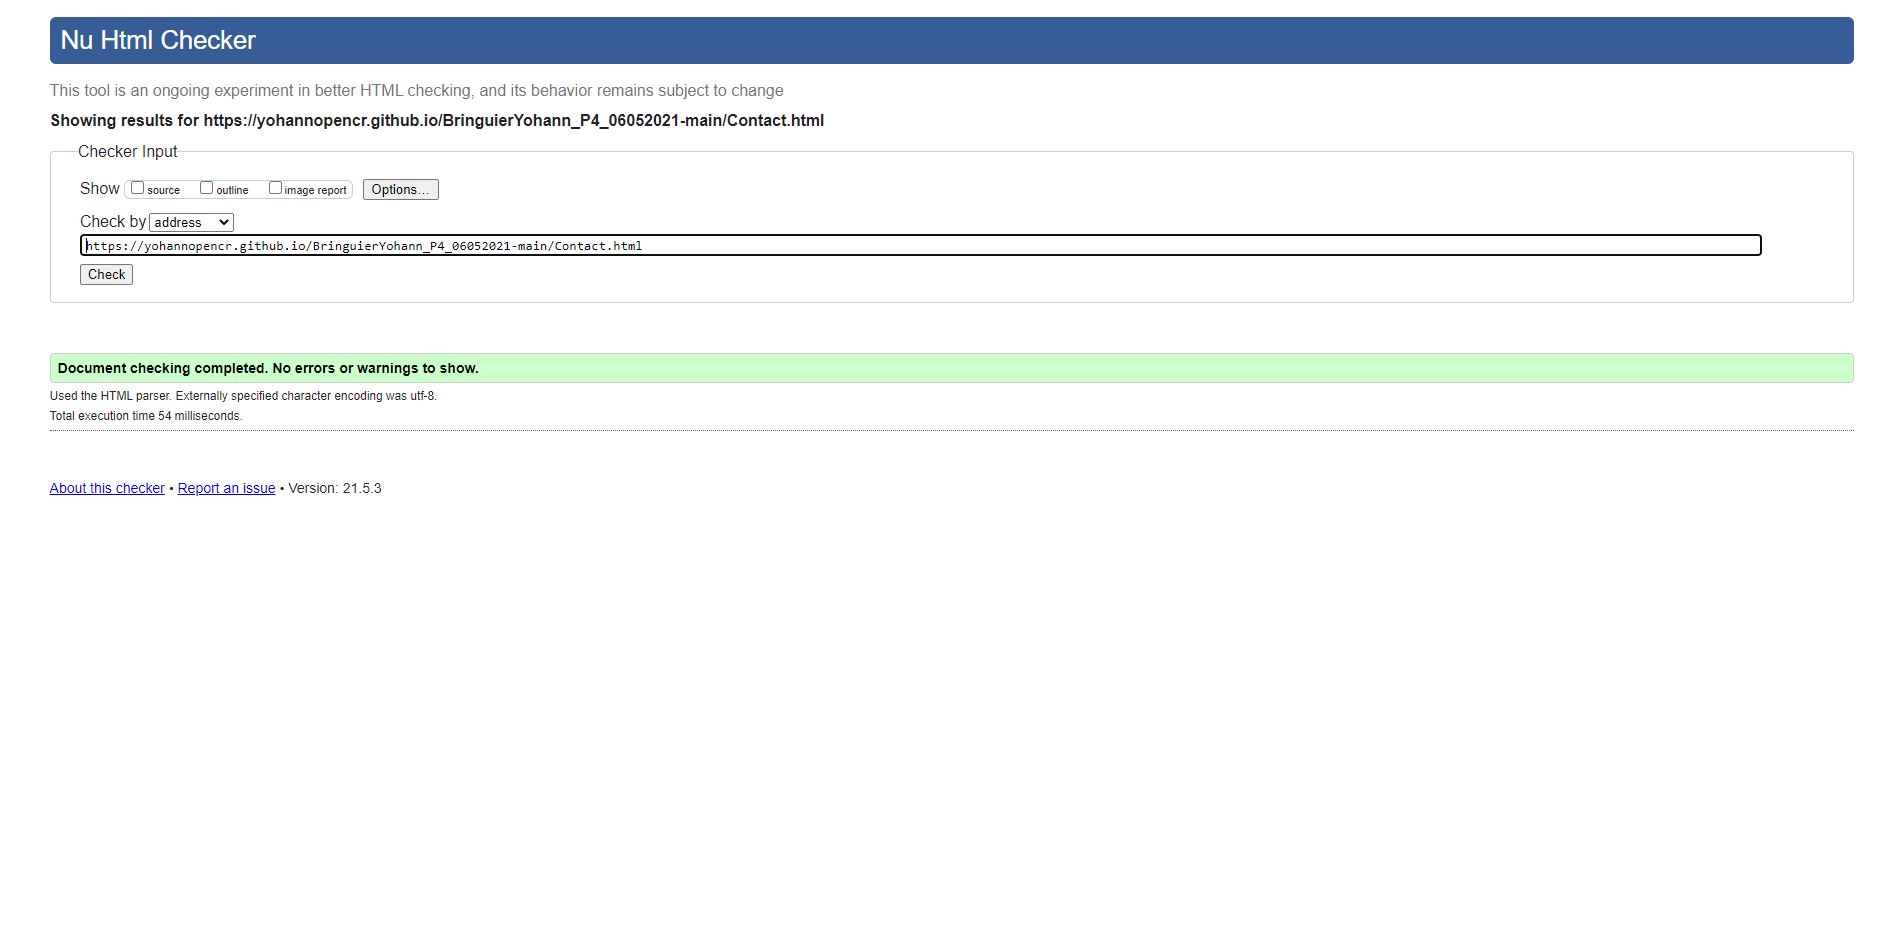 Nu Html Checker
This tool is an ongoing experiment in better HTML checking, and its behavior remains subject to change
Showing results for https://yohannopencr.github.io/BringuierYohann_P4_06052021-main/Contact.html
Checker Input
Show source outline image report Options...
Check by address
https://yohannopencr.github.io/BringuierYohann_P4_06052021-main/Contact.html
Check
Document checking completed. No errors or warnings to show.
Used the HTML parser. Externally specified character encoding was utf-8.
Total execution time 54 milliseconds.
About this checker • Report an issue • Version: 21.5.3